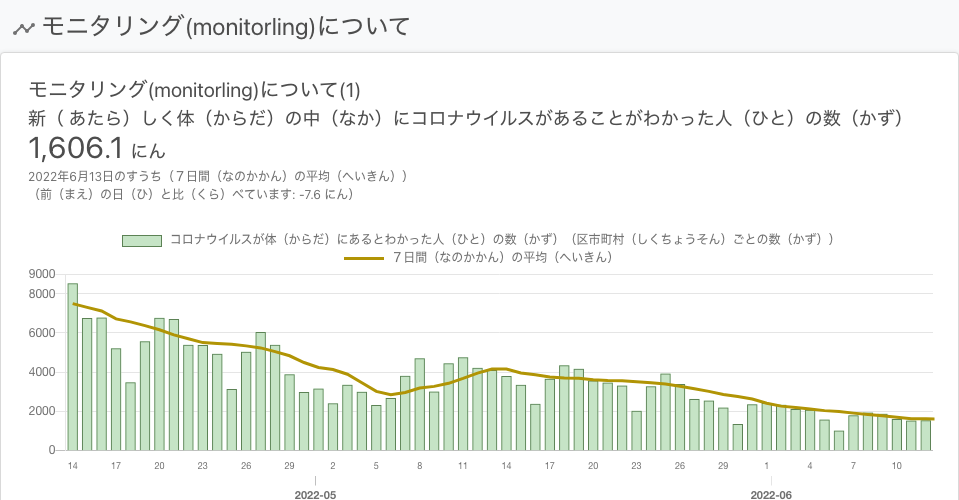 モニタリング(monitorling)について
モニタリング(monitorling)について(1)
新（ あたら）しく体（からだ）の中（なか）にコロナウイルスがあることがわかった人（ひと）の数（かず）
1,606.1 にん
2022年6月13日のすうち（７日間（なのかかん）の平均（へいきん））
（前（まえ）の日（ひ）と比（くら）べています: -7.6 にん）
コロナウイルスが体（からだ）にあるとわかった人（ひと）の数（かず）（区市町村（しくちょうそん）ごとの数（かず））
７日間（なのかかん）の平均（へいきん）
9000
8000
6000
4000
2000
0
14 17 20 23 26 29 2 5 8 11 14 17 20 23 26 29 1 4 7 10
2022-05 2022-06